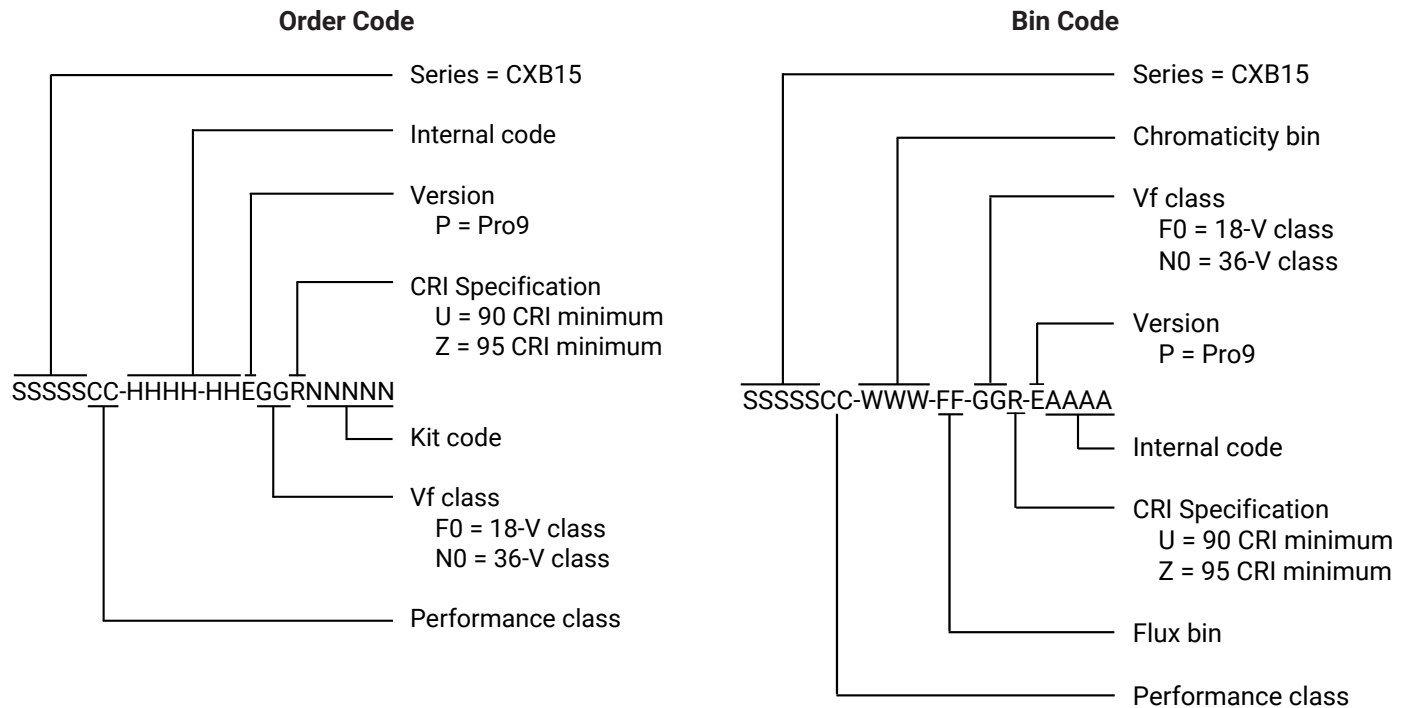 Order Code
Series = CXB15
Internal code
Version
P = Pro9
CRI Specification
U = 90 CRI minimum
Z = 95 CRI minimum
SSSSSCC-HHHH-HHEGGRNNNNN
Kit code
Vf class
F0 = 18-V class
N0 = 36-V class
Performance class
Bin Code
Series = CXB15
Chromaticity bin
Vf class
F0 = 18-V class
N0 = 36-V class
Version
P = Pro9
SSSSSCC-WWW-FF-GGR-EAAAA
Internal code
CRI Specification
U = 90 CRI minimum
Z = 95 CRI minimum
Flux bin
Performance class